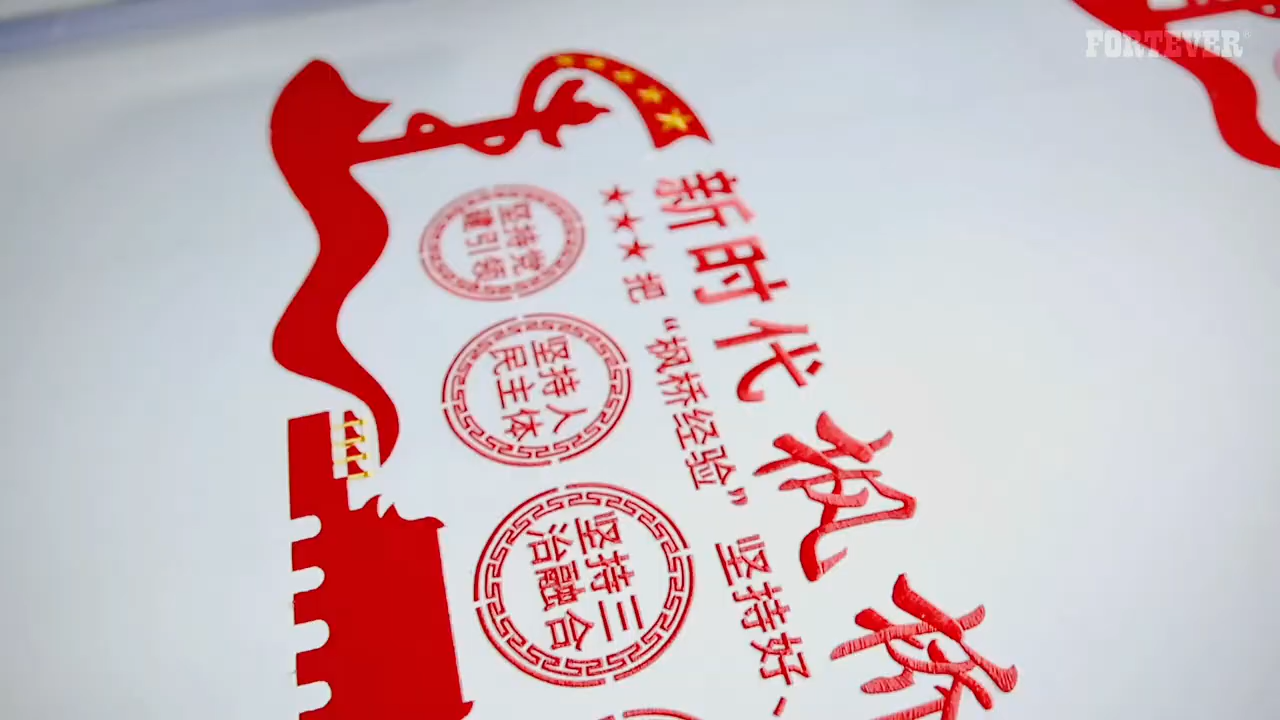 FORTEVER®
新时代枫桥
★★★ 把“枫桥经验”坚持好、
坚持党
建引领
坚持人
民主体
坚持三
治融合